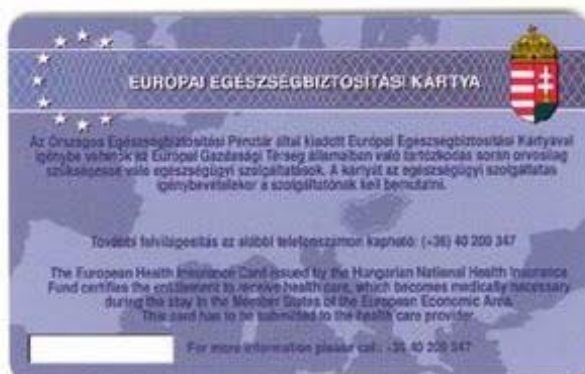 EURÓPAI EGÉSZSÉGBIZTOSÍTÁSI KÁRTYA
Az Országos Egészségbiztosítási Pénztár által kiadott Európai Egészségbiztosítási Kártyával
igénybe vehetők az Európai Gazdasági Térség államaiban való tartózkodás során orvosilag
szükségessé váló egészségügyi szolgáltatások. A kártyát az egészségügyi szolgáltatás
igénybevételekor a szolgáltatónak kell bemutatni.
További felvilágosítás az alábbi telefonszámon kapható: (+36) 40 200 347
The European Health Insurance Card issued by the Hungarian National Health Insurance
Fund certifies the entitlement to receive health care, which becomes medically necessary
during the stay in the Member States of the European Economic Area.
This card has to be submitted to the health care provider.
For more information please call: +36 40 200 347